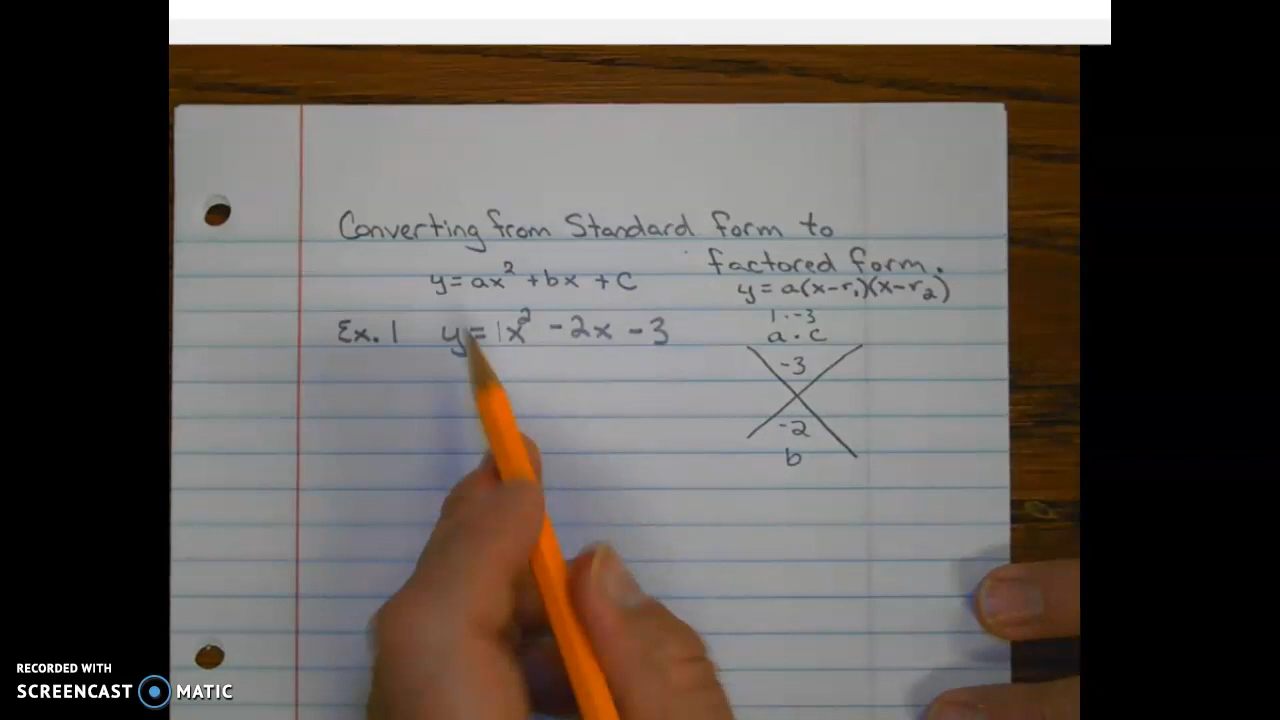 Converting from Standard form to
factored form.
y = ax² + bx + c
y = a(x-r₁)(x-r₂)
Ex. 1 y = 1x² - 2x - 3
1 · -3
a · c
-3
-2
b
RECORDED WITH
SCREENCAST MATIC